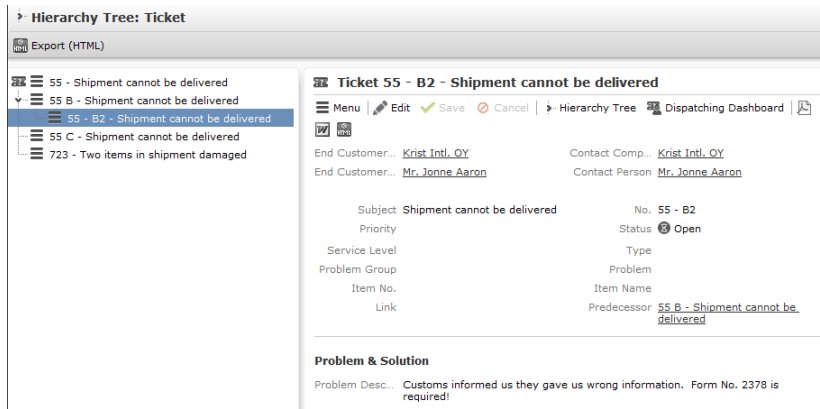 Hierarchy Tree: Ticket
HTML Export (HTML)
55 - Shipment cannot be delivered
55 B - Shipment cannot be delivered
55 - B2 - Shipment cannot be delivered
55 C - Shipment cannot be delivered
723 - Two items in shipment damaged
Ticket 55 - B2 - Shipment cannot be delivered
Menu Edit Save Cancel Hierarchy Tree Dispatching Dashboard
W HTML
End Customer... Krist Intl. OY Contact Comp... Krist Intl. OY
End Customer... Mr. Jonne Aaron Contact Person Mr. Jonne Aaron
Subject Shipment cannot be delivered No. 55 - B2
Priority Status Open
Service Level Type
Problem Group Problem
Item No. Item Name
Link Predecessor 55 B - Shipment cannot be
delivered
Problem & Solution
Problem Desc... Customs informed us they gave us wrong information. Form No. 2378 is
required!